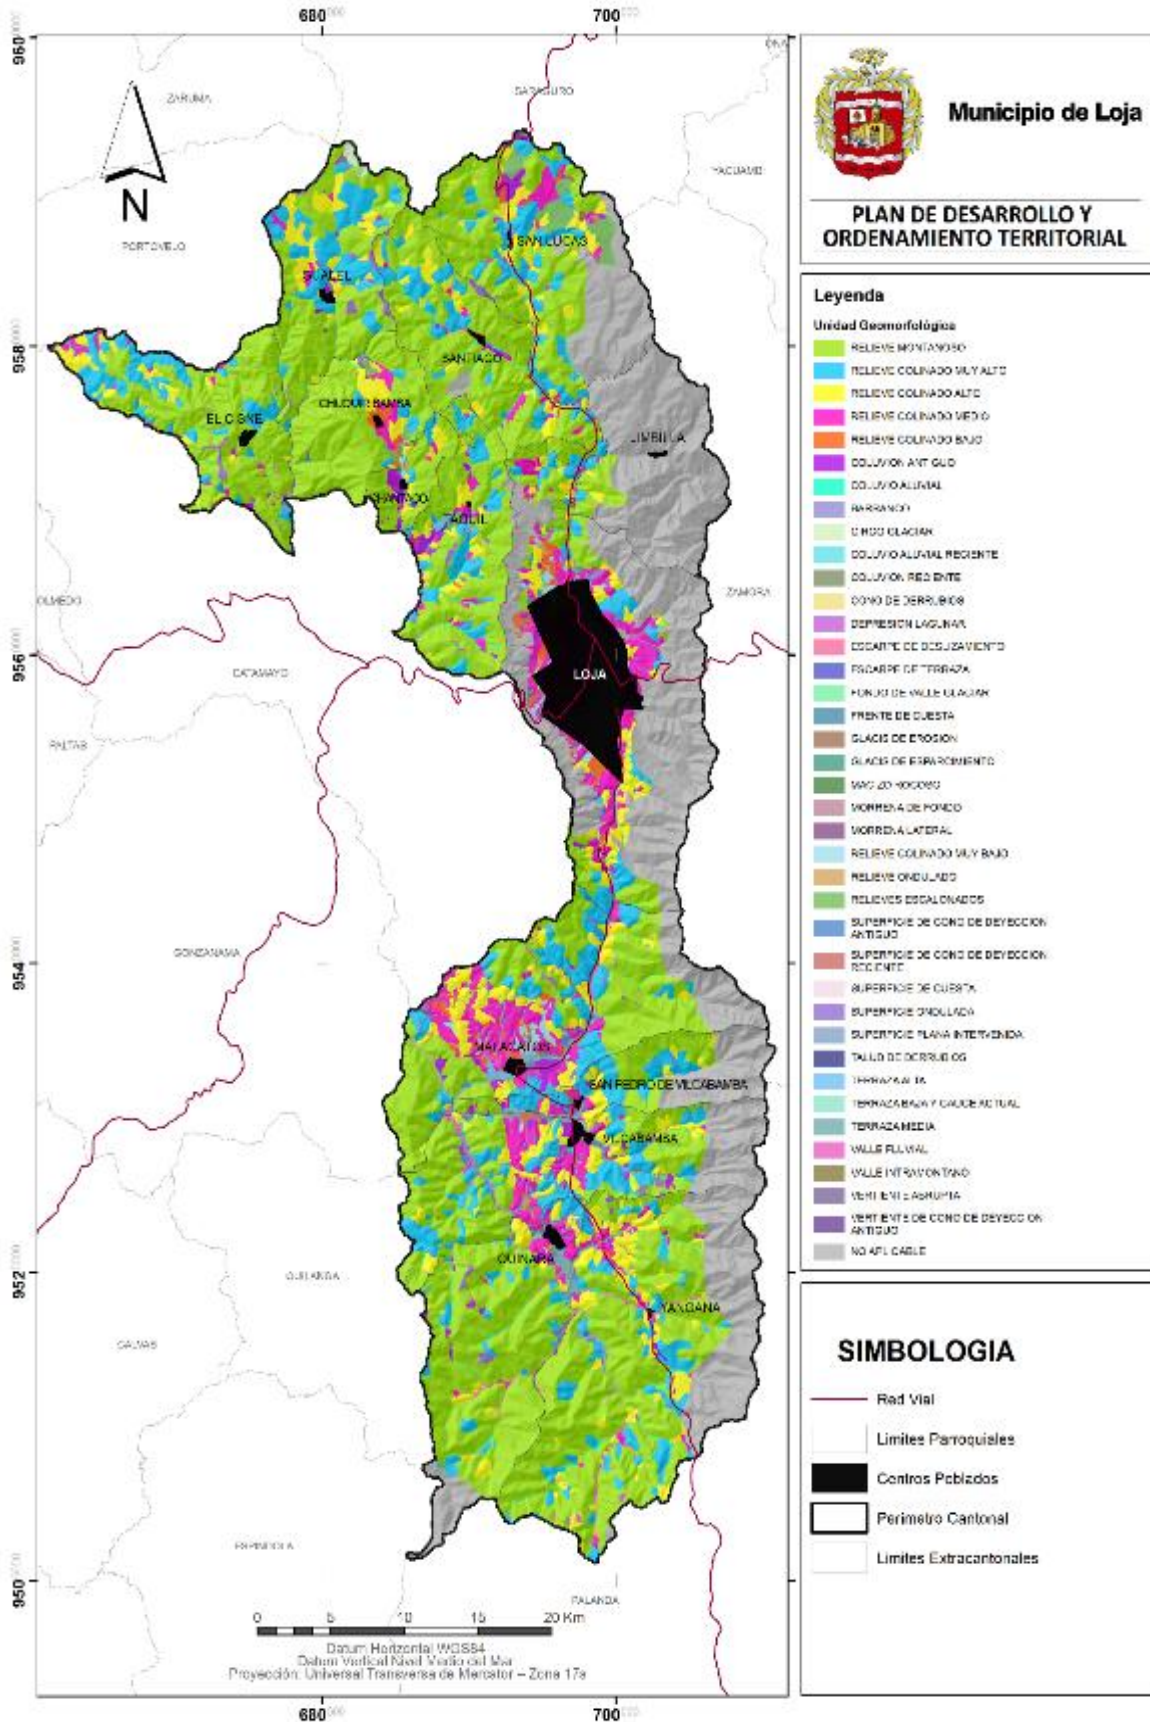 680000
700000
960
958
956
954
952
950
N
ZARUMA
SARAGURO
YACUAMBI
PORTOVELO
SAN LUCAS
SANTIAGO
EL CISNE
CHUQUIRIBAMBA
CHANTACO
TAQUIL
OLMEDO
ZAMORA
CATAMAYO
LOJA
PALTAS
GONZANAMA
MALACATOS
SAN PEDRO DE VILCABAMBA
VILCABAMBA
QUINARA
QUILANGA
YANGANA
CALVAS
ESPINDOLA
PALANDA
0 5 10 15 20 Km
Datum Horizontal WGS84
Datum Vertical Nivel Medio del Mar
Proyección: Universal Transversa de Mercator – Zona 17s
680000
700000
Municipio de Loja
PLAN DE DESARROLLO Y
ORDENAMIENTO TERRITORIAL
Leyenda
Unidad Geomorfológica
RELIEVE MONTAÑOSO
RELIEVE COLINADO MUY ALTO
RELIEVE COLINADO ALTO
RELIEVE COLINADO MEDIO
RELIEVE COLINADO BAJO
COLUVION ANTIGUO
COLUVIO ALUVIAL
BARRANCO
CIRCO GLACIAR
COLUVIO ALUVIAL RECIENTE
COLUVION RECIENTE
CONO DE DERRUBIOS
DEPRESION LAGUNAR
ESCARPE DE DESLIZAMIENTO
ESCARPE DE TERRAZA
FONDO DE VALLE GLACIAR
FRENTE DE CUESTA
GLACIS DE EROSION
GLACIS DE ESPARCIMIENTO
MACIZO ROCOSO
MORRENA DE FONDO
MORRENA LATERAL
RELIEVE COLINADO MUY BAJO
RELIEVE ONDULADO
RELIEVES ESCALONADOS
SUPERFICIE DE CONO DE DEYECCION
ANTIGUO
SUPERFICIE DE CONO DE DEYECCION
RECIENTE
SUPERFICIE DE CUESTA
SUPERFICIE ONDULADA
SUPERFICIE PLANA INTERVENIDA
TALUD DE DERRUBIOS
TERRAZA ALTA
TERRAZA BAJA Y CAUCE ACTUAL
TERRAZA MEDIA
VALLE FLUVIAL
VALLE INTRAMONTANO
VERTIENTE ABRUPTA
VERTIENTE DE CONO DE DEYECCION
ANTIGUO
NO APLICABLE
SIMBOLOGIA
Red Vial
Limites Parroquiales
Centros Poblados
Perimetro Cantonal
Limites Extracantonales